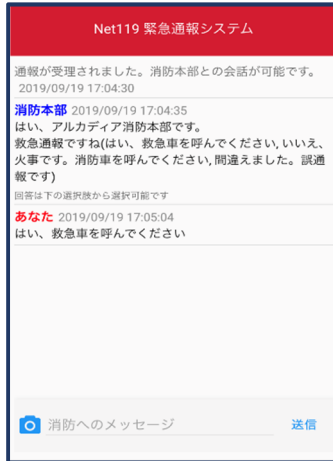 Net119 緊急通報システム
通報が受理されました。消防本部との会話が可能です。
2019/09/19 17:04:30
消防本部 2019/09/19 17:04:35
はい、アルカディア消防本部です。
救急通報ですね(はい、救急車を呼んでください, いいえ、
火事です。消防車を呼んでください, 間違えました。誤通
報です)
回答は下の選択肢から選択可能です
あなた 2019/09/19 17:05:04
はい、救急車を呼んでください
消防へのメッセージ 送信